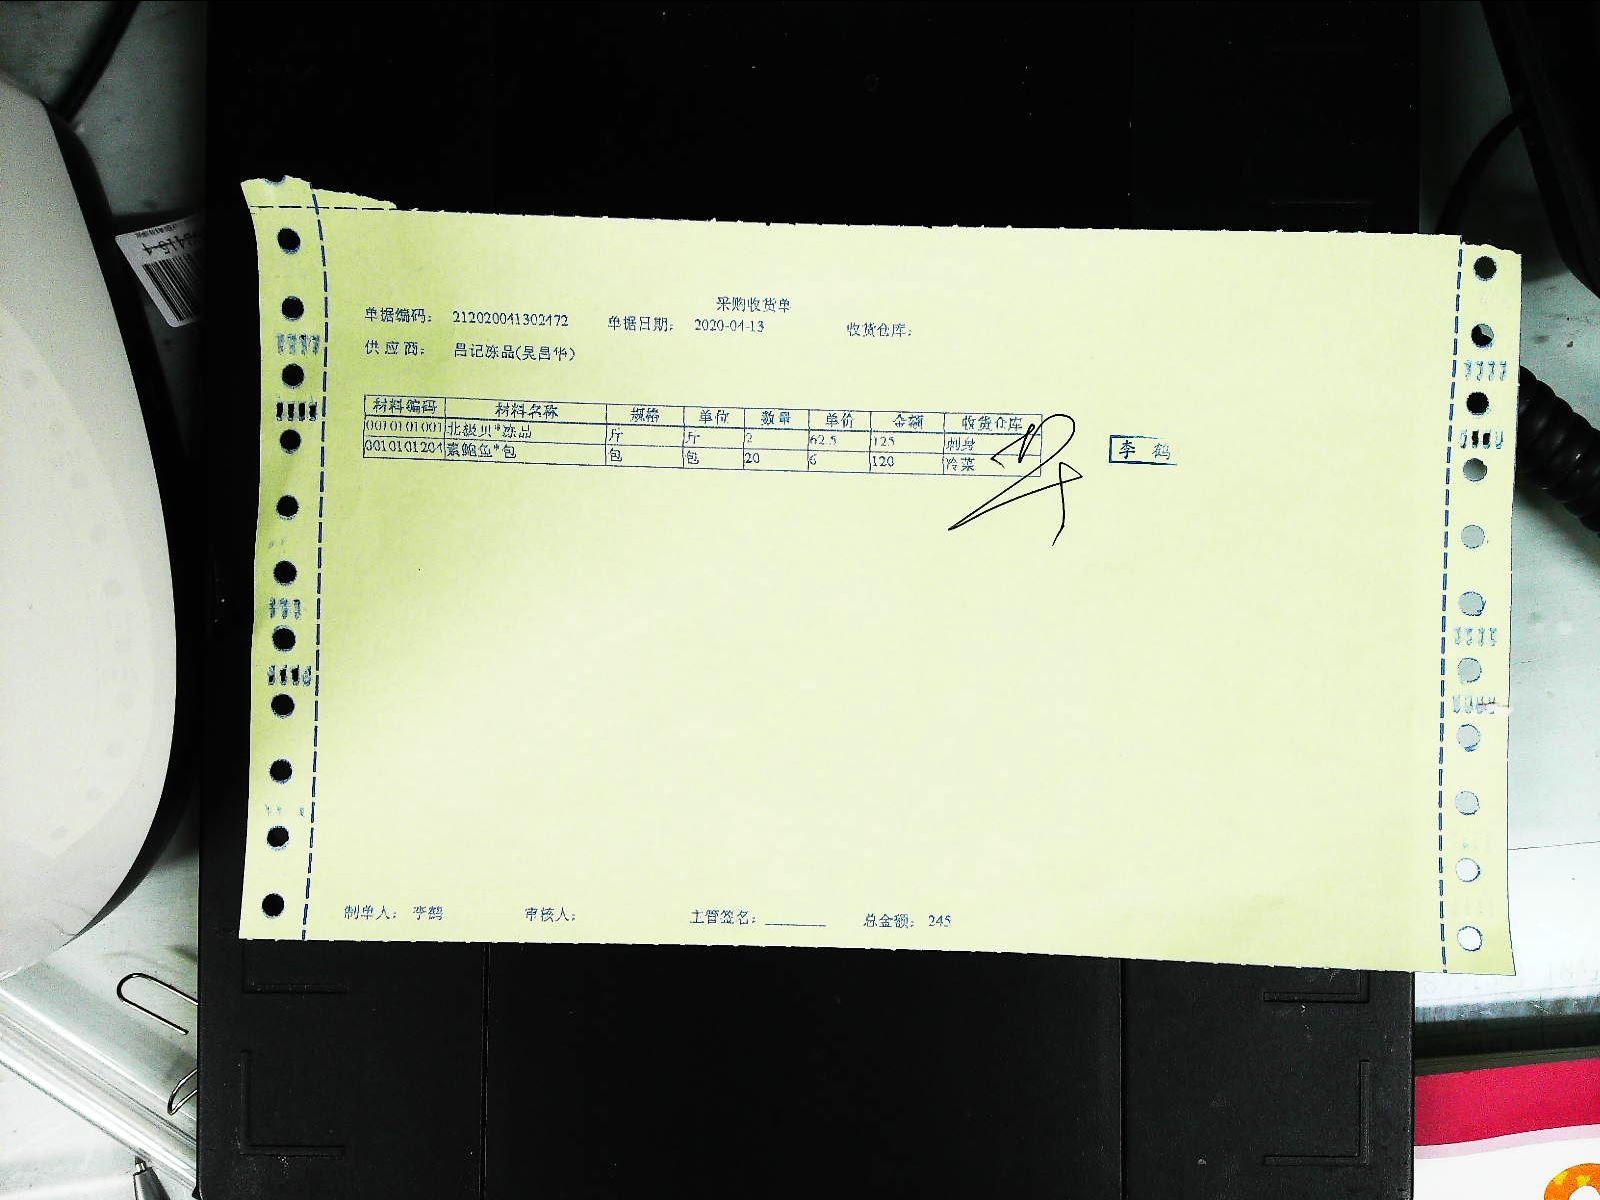 采购收货单
单据编码： 212020041302472 单据日期： 2020-04-13 收货仓库：
供应商： 吕记冻品(吴昌华)
材料编码 材料名称 规格 单位 数量 单价 金额 收货仓库
0010101001 北极贝*冻品 斤 斤 2 62.5 125 刺身
0010101204 素鲍鱼*包 包 包 20 6 120 冷菜
李 鹤
制单人： 李鹤 审核人： 主管签名： 总金额： 245